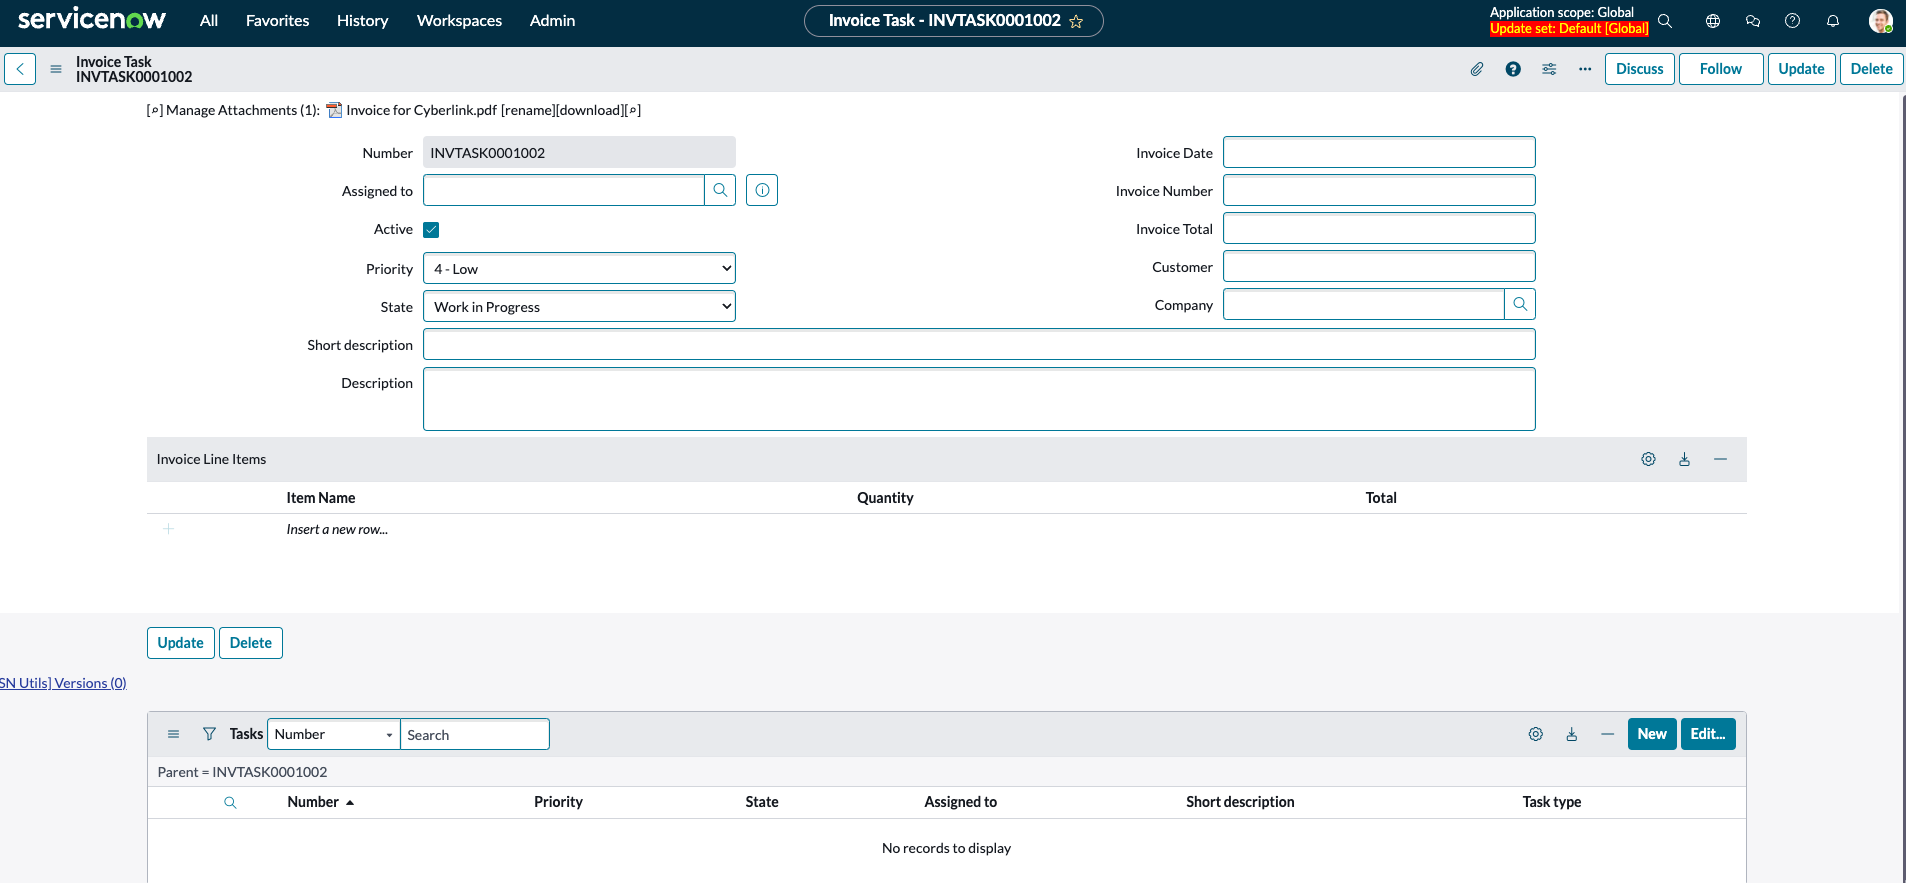 servicenow All Favorites History Workspaces Admin Invoice Task - INVTASK0001002 Application scope: Global
Update set: Default [Global]
Invoice Task
INVTASK0001002
Discuss Follow Update Delete
Manage Attachments (1): Invoice for Cyberlink.pdf [rename][download]
Number INVTASK0001002 Invoice Date
Assigned to Invoice Number
Active Invoice Total
Priority 4 - Low Customer
State Work in Progress Company
Short description
Description
Invoice Line Items
Item Name Quantity Total
Insert a new row...
Update Delete
SN Utils] Versions (0)
Tasks Number Search New Edit...
Parent = INVTASK0001002
Number Priority State Assigned to Short description Task type
No records to display